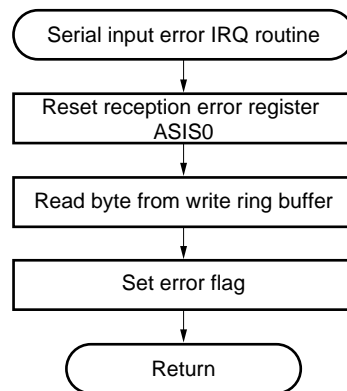 Serial input error IRQ routine
Reset reception error register
ASIS0
Read byte from write ring buffer
Set error flag
Return